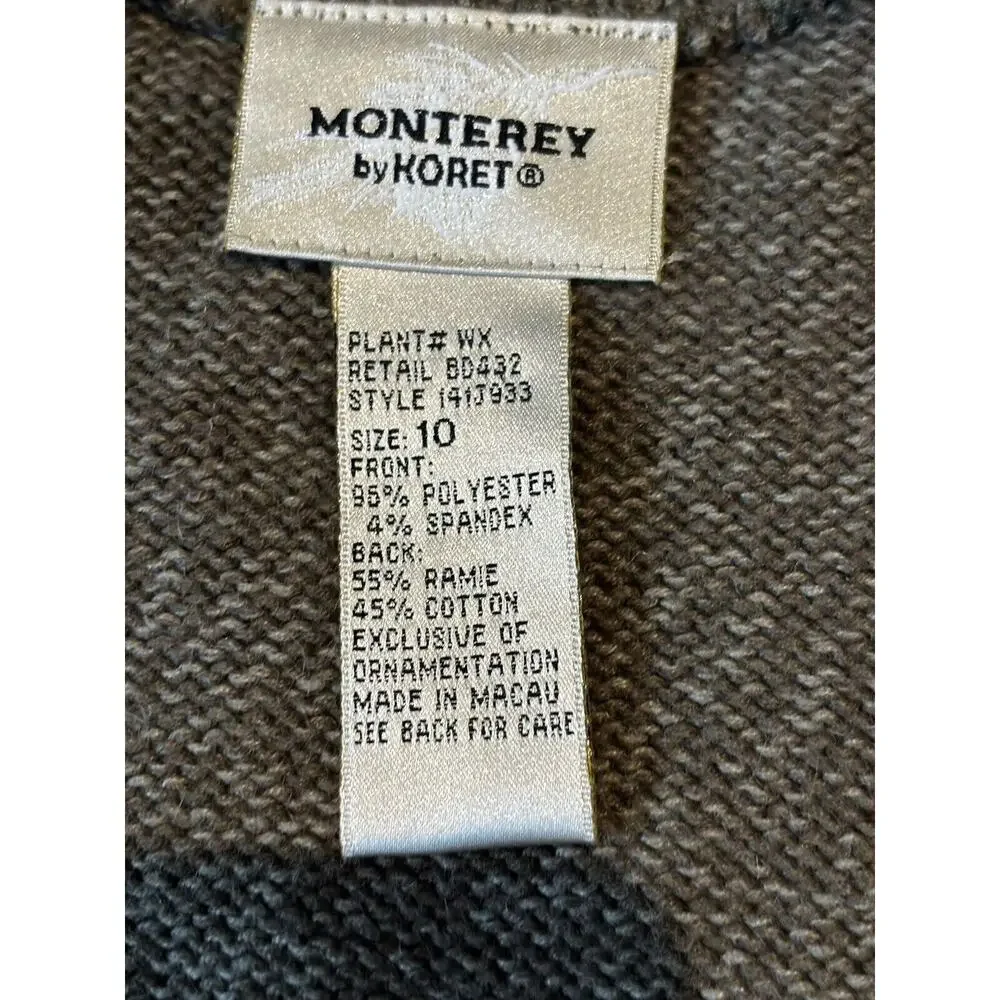 MONTEREY
by KORET®
PLANT# WX
RETAIL BD432
STYLE 141J933
SIZE: 10
FRONT:
96% POLYESTER
4% SPANDEX
BACK:
55% RAMIE
45% COTTON
EXCLUSIVE OF
ORNAMENTATION
MADE IN MACAU
SEE BACK FOR CARE